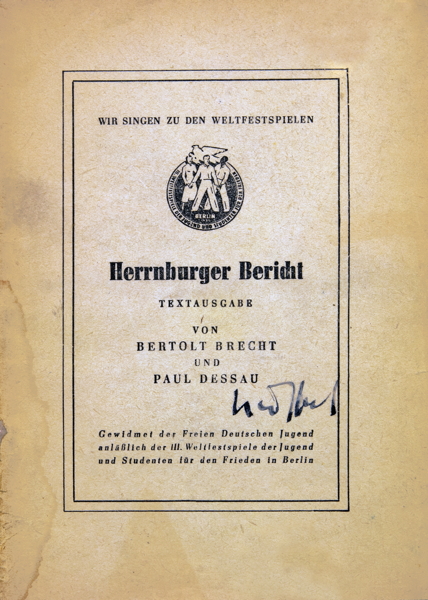 WIR SINGEN ZU DEN WELTFESTSPIELEN
BERLIN
Herrnburger Bericht
TEXTAUSGABE
VON
BERTOLT BRECHT
UND
PAUL DESSAU
Gewidmet der Freien Deutschen Jugend
anläßlich der III. Weltfestspiele der Jugend
und Studenten für den Frieden in Berlin